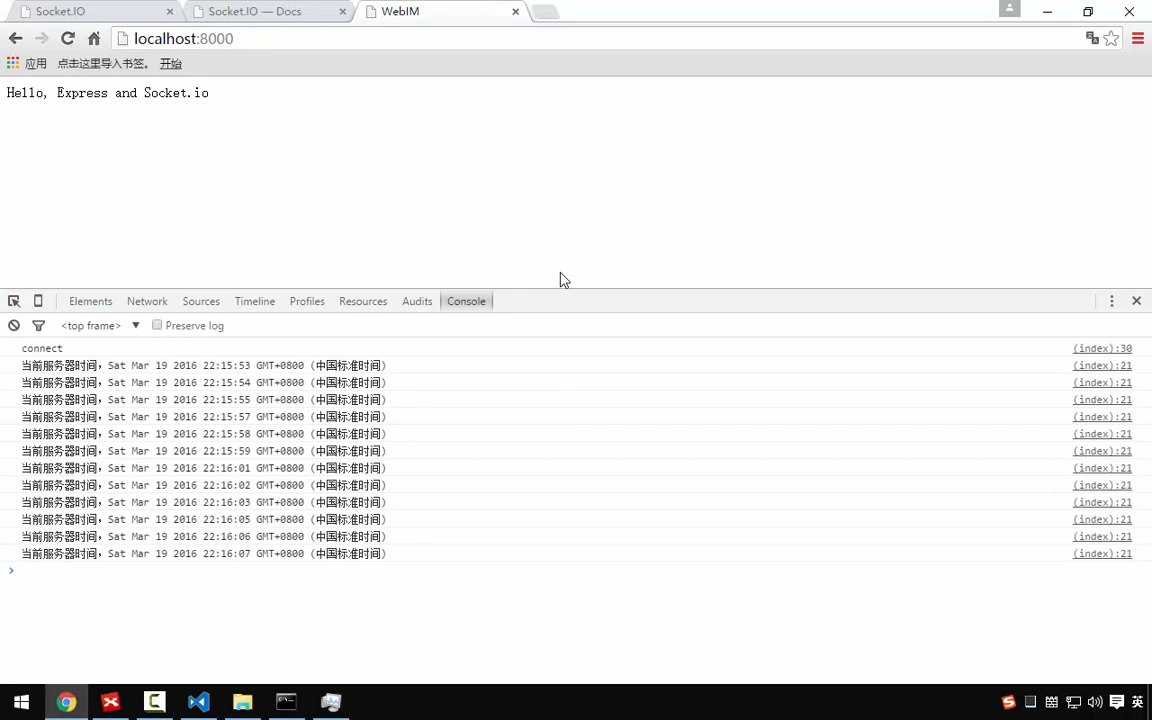 Socket.IO
Socket.IO — Docs
WebIM
localhost:8000
应用 点击这里导入书签。 开始
Hello, Express and Socket.io
Elements Network Sources Timeline Profiles Resources Audits Console
<top frame> ▼ Preserve log
connect (index):30
当前服务器时间，Sat Mar 19 2016 22:15:53 GMT+0800 (中国标准时间) (index):21
当前服务器时间，Sat Mar 19 2016 22:15:54 GMT+0800 (中国标准时间) (index):21
当前服务器时间，Sat Mar 19 2016 22:15:55 GMT+0800 (中国标准时间) (index):21
当前服务器时间，Sat Mar 19 2016 22:15:57 GMT+0800 (中国标准时间) (index):21
当前服务器时间，Sat Mar 19 2016 22:15:58 GMT+0800 (中国标准时间) (index):21
当前服务器时间，Sat Mar 19 2016 22:15:59 GMT+0800 (中国标准时间) (index):21
当前服务器时间，Sat Mar 19 2016 22:16:01 GMT+0800 (中国标准时间) (index):21
当前服务器时间，Sat Mar 19 2016 22:16:02 GMT+0800 (中国标准时间) (index):21
当前服务器时间，Sat Mar 19 2016 22:16:03 GMT+0800 (中国标准时间) (index):21
当前服务器时间，Sat Mar 19 2016 22:16:05 GMT+0800 (中国标准时间) (index):21
当前服务器时间，Sat Mar 19 2016 22:16:06 GMT+0800 (中国标准时间) (index):21
当前服务器时间，Sat Mar 19 2016 22:16:07 GMT+0800 (中国标准时间) (index):21
英